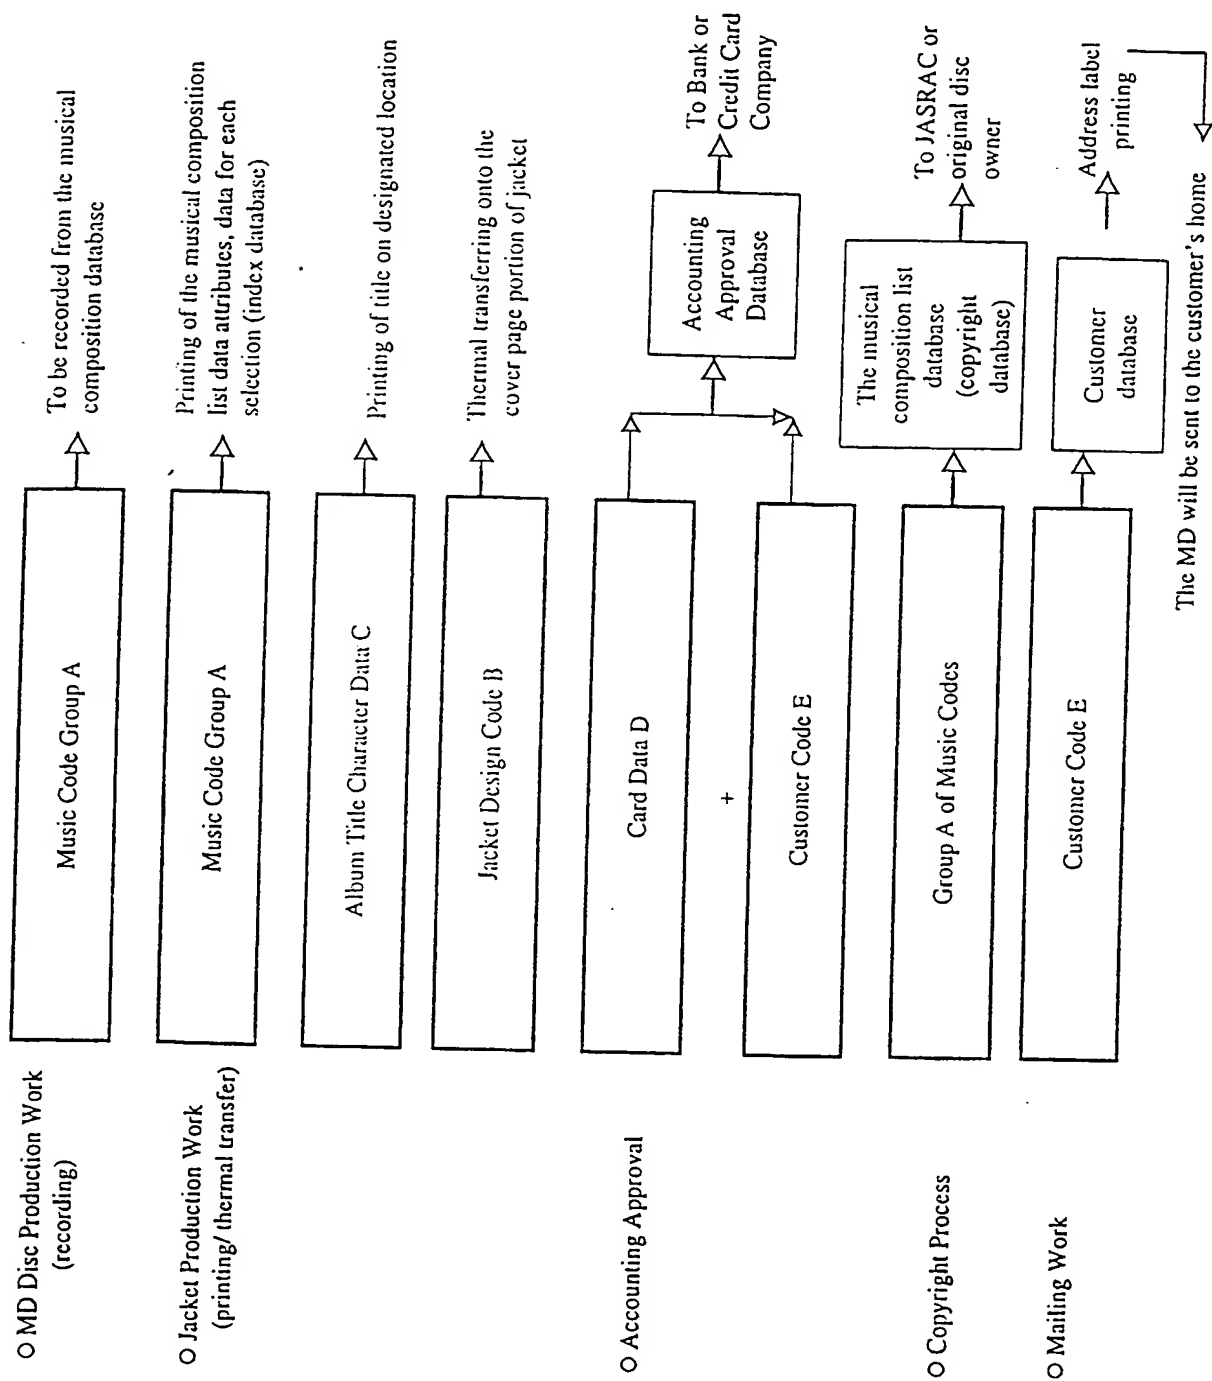 O MD Disc Production Work
(recording)
Music Code Group A
To be recorded from the musical
composition database
O Jacket Production Work
(printing/ thermal transfer)
Music Code Group A
Printing of the musical composition
list data attributes, data for each
selection (index database)
Album Title Character Data C
Printing of title on designated location
Jacket Design Code B
Thermal transferring onto the
cover page portion of jacket
O Accounting Approval
Card Data D
+
Customer Code E
Accounting
Approval
Database
To Bank or
Credit Card
Company
O Copyright Process
Group A of Music Codes
The musical
composition list
database
(copyright
database)
To JASRAC or
original disc
owner
O Mailing Work
Customer Code E
Customer
database
Address label
printing
The MD will be sent to the customer's home